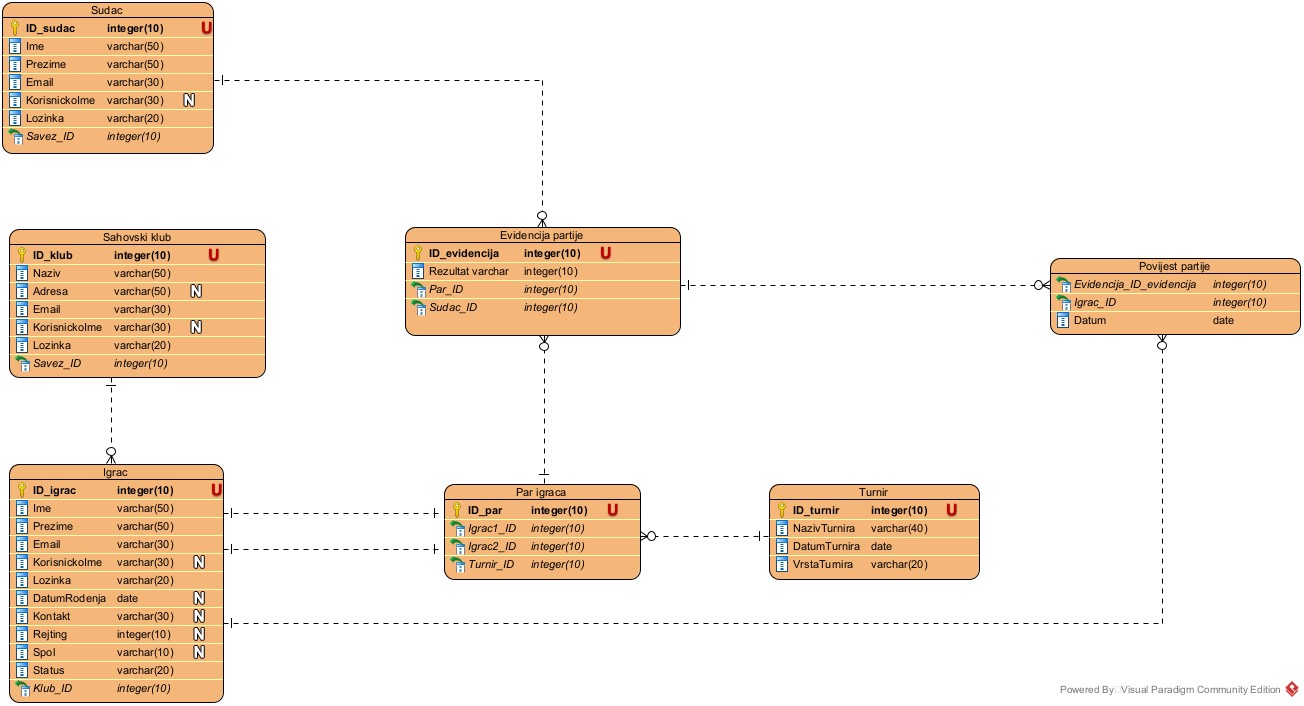 Sudac
ID_sudac integer(10) U
Ime varchar(50)
Prezime varchar(50)
Email varchar(30)
KorisnickoIme varchar(30) N
Lozinka varchar(20)
Savez_ID integer(10)
Sahovski klub
ID_klub integer(10) U
Naziv varchar(50)
Adresa varchar(50) N
Email varchar(30)
KorisnickoIme varchar(30) N
Lozinka varchar(20)
Savez_ID integer(10)
Evidencija partije
ID_evidencija integer(10) U
Rezultat varchar integer(10)
Par_ID integer(10)
Sudac_ID integer(10)
Povijest partije
Evidencija_ID_evidencija integer(10)
Igrac_ID integer(10)
Datum date
Igrac
ID_igrac integer(10) U
Ime varchar(50)
Prezime varchar(50)
Email varchar(30)
KorisnickoIme varchar(30) N
Lozinka varchar(20)
DatumRodenja date N
Kontakt varchar(30) N
Rejting integer(10) N
Spol varchar(10) N
Status varchar(20)
Klub_ID integer(10)
Par igraca
ID_par integer(10) U
Igrac1_ID integer(10)
Igrac2_ID integer(10)
Turnir_ID integer(10)
Turnir
ID_turnir integer(10) U
NazivTurnira varchar(40)
DatumTurnira date
VrstaTurnira varchar(20)
Powered By Visual Paradigm Community Edition